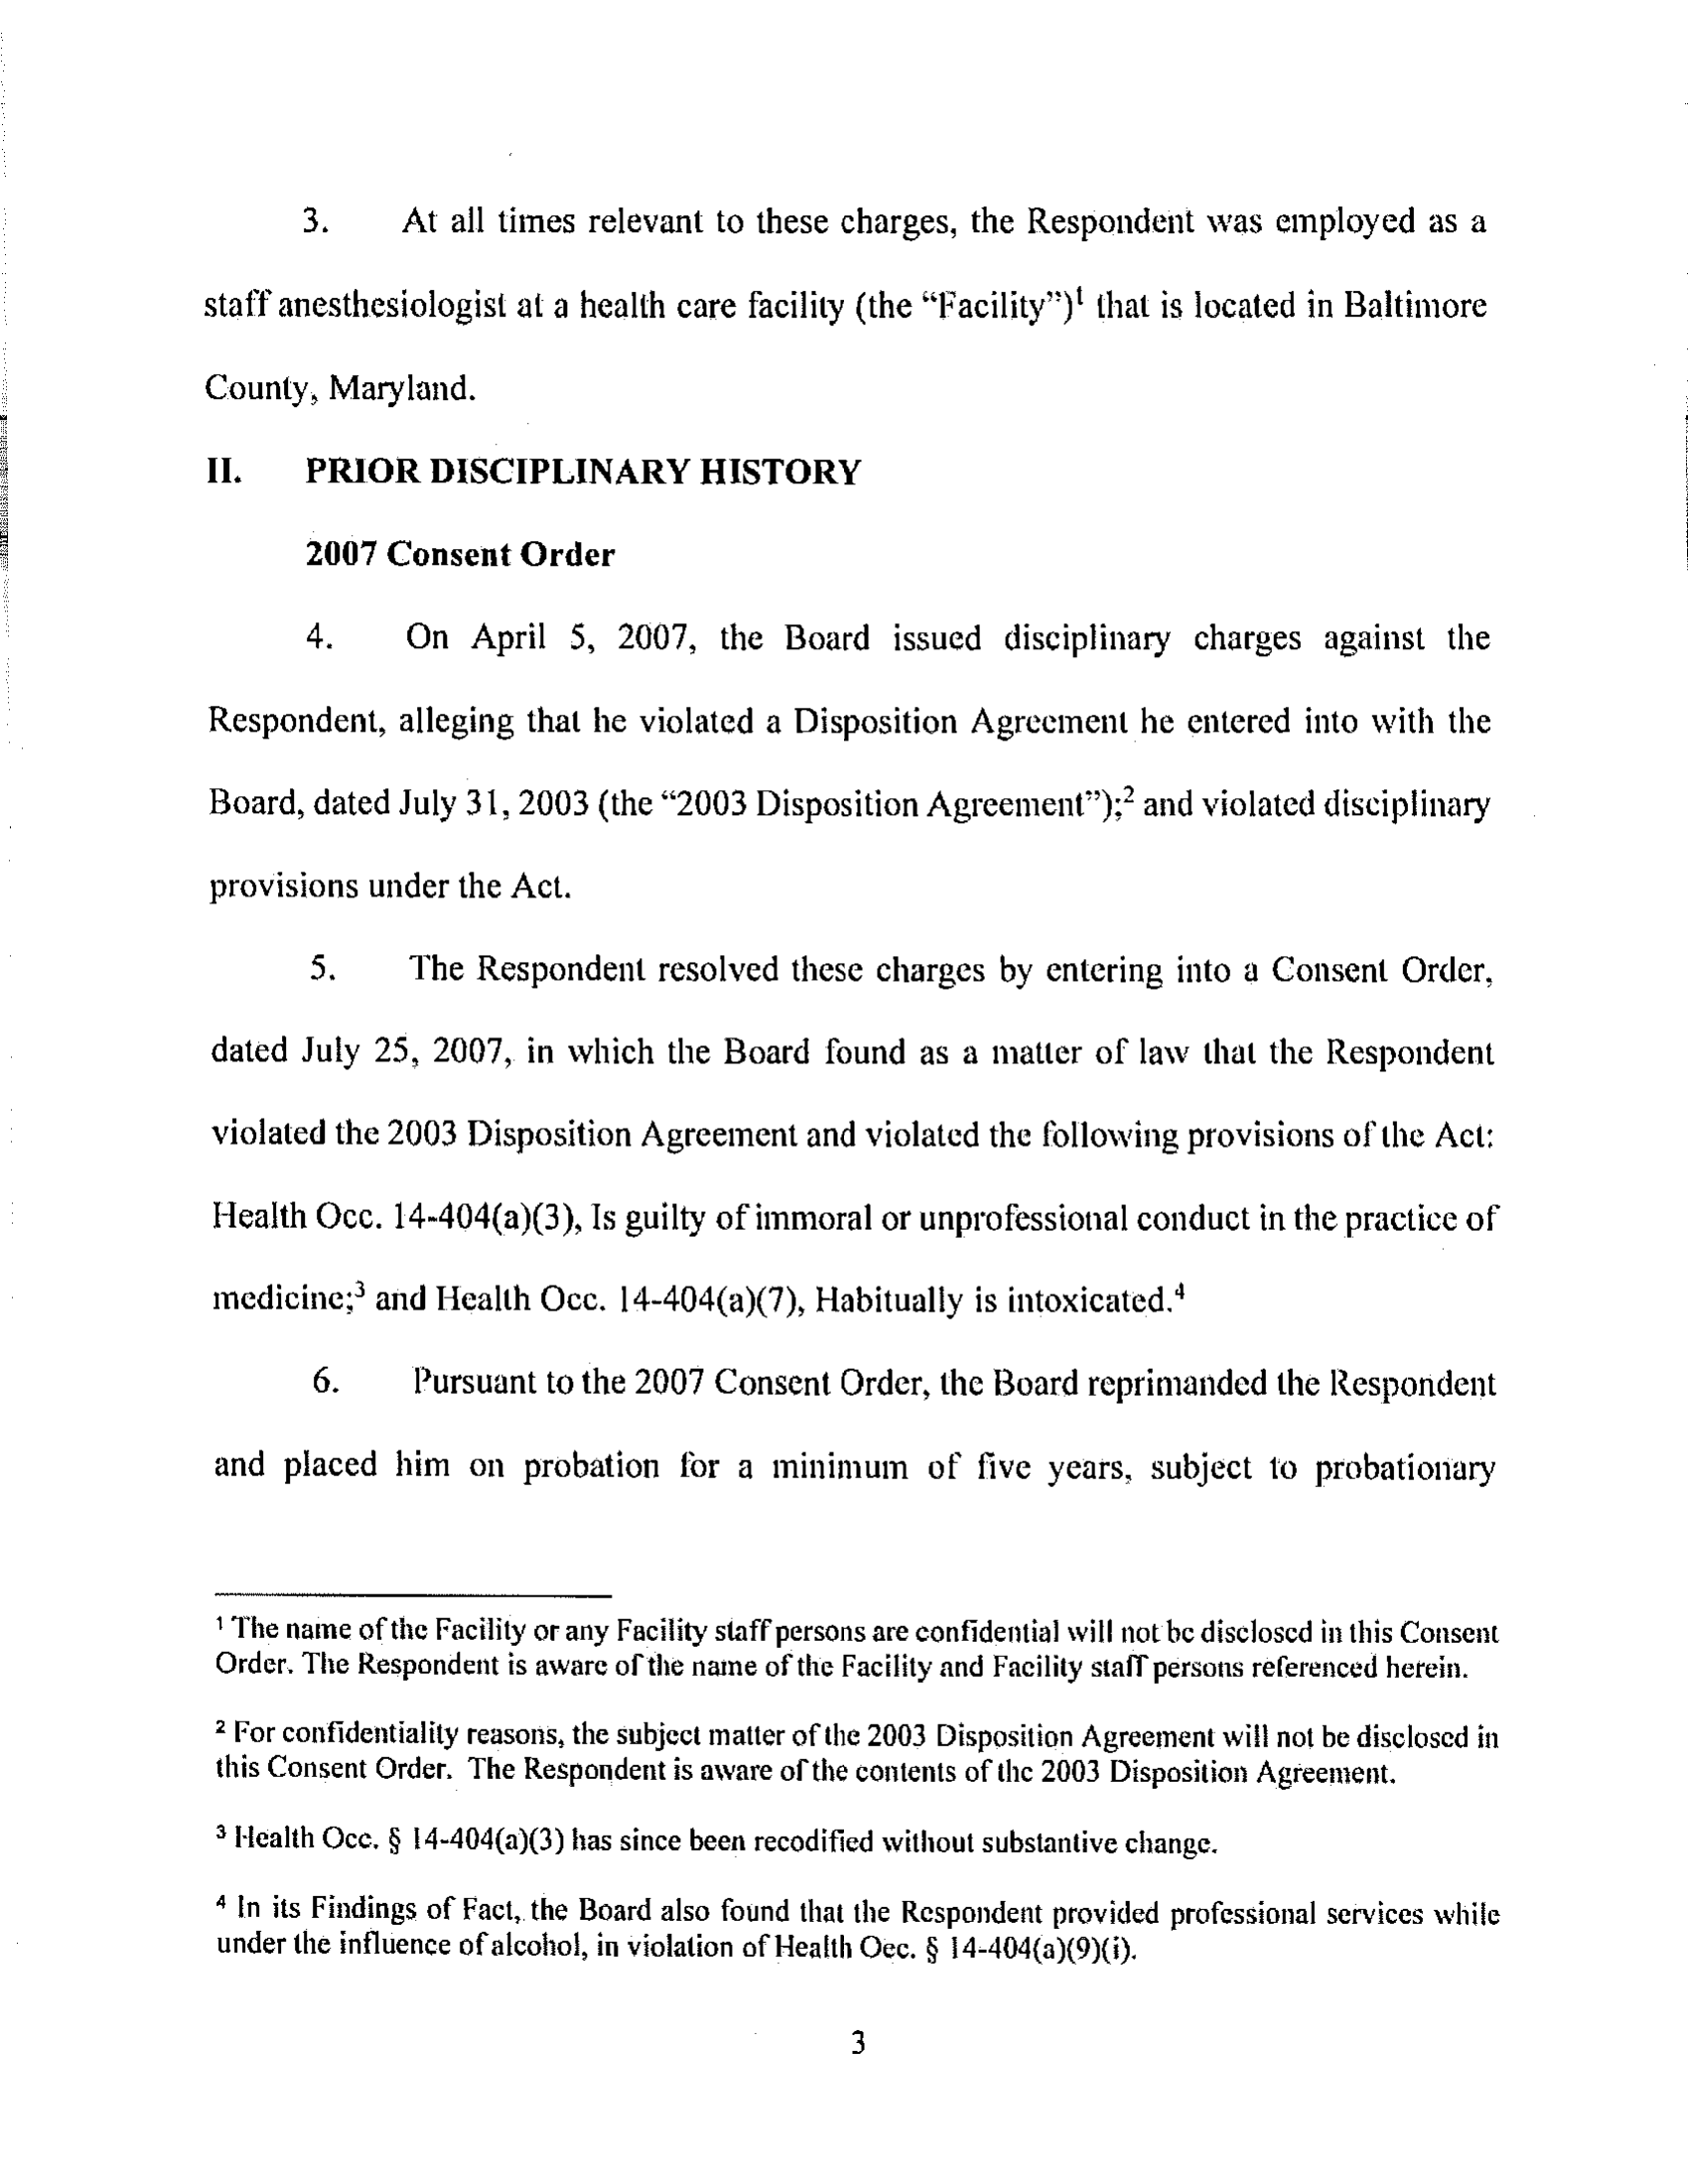 3. At all times relevant to these charges, the Respondent was employed as a
staff anesthesiologist at a health care facility (the “Facility”)¹ that is located in Baltimore
County, Maryland.
II. PRIOR DISCIPLINARY HISTORY
2007 Consent Order
4. On April 5, 2007, the Board issued disciplinary charges against the
Respondent, alleging that he violated a Disposition Agreement he entered into with the
Board, dated July 31, 2003 (the “2003 Disposition Agreement”);² and violated disciplinary
provisions under the Act.
5. The Respondent resolved these charges by entering into a Consent Order,
dated July 25, 2007, in which the Board found as a matter of law that the Respondent
violated the 2003 Disposition Agreement and violated the following provisions of the Act:
Health Occ. 14-404(a)(3), Is guilty of immoral or unprofessional conduct in the practice of
medicine;³ and Health Occ. 14-404(a)(7), Habitually is intoxicated.⁴
6. Pursuant to the 2007 Consent Order, the Board reprimanded the Respondent
and placed him on probation for a minimum of five years, subject to probationary
¹ The name of the Facility or any Facility staff persons are confidential will not be disclosed in this Consent
Order. The Respondent is aware of the name of the Facility and Facility staff persons referenced herein.
² For confidentiality reasons, the subject matter of the 2003 Disposition Agreement will not be disclosed in
this Consent Order. The Respondent is aware of the contents of the 2003 Disposition Agreement.
³ Health Occ. § 14-404(a)(3) has since been recodified without substantive change.
⁴ In its Findings of Fact, the Board also found that the Respondent provided professional services while
under the influence of alcohol, in violation of Health Occ. § 14-404(a)(9)(i).
3